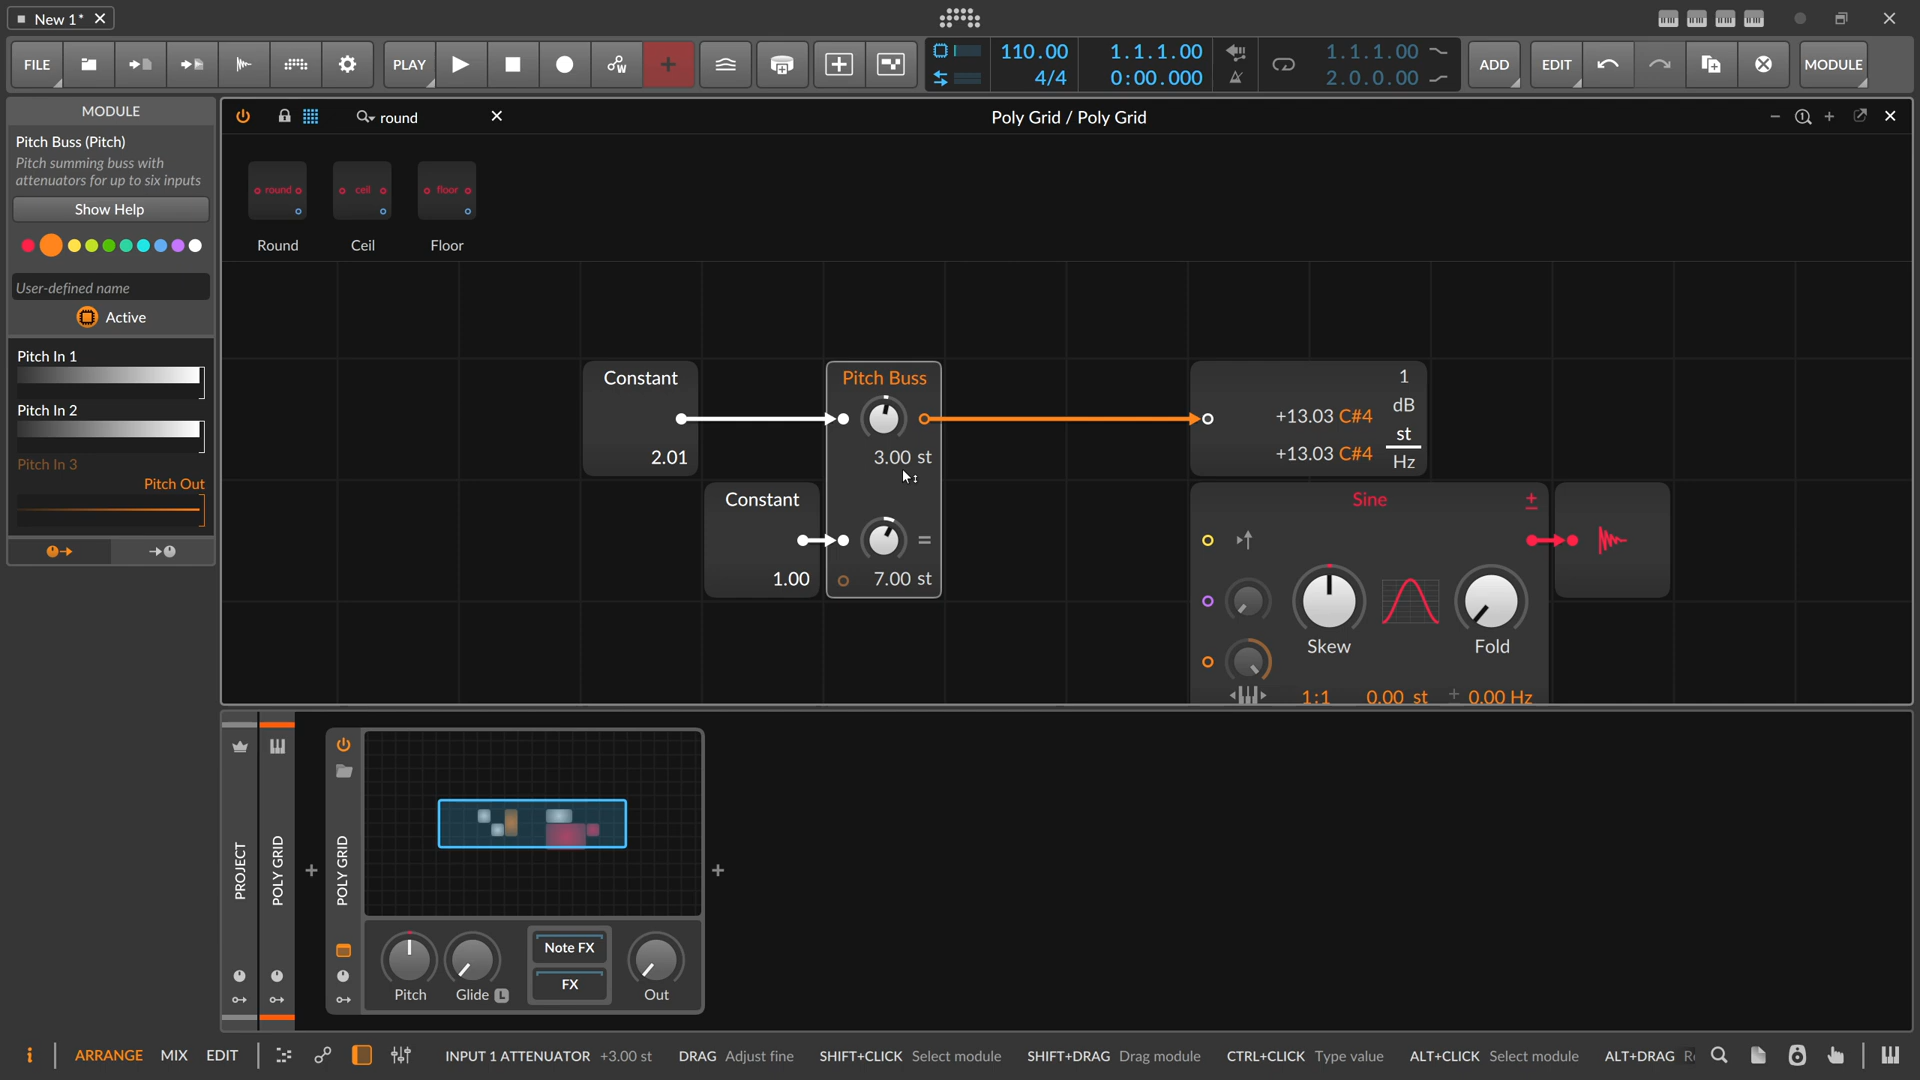 New 1*
FILE
PLAY
110.00
4/4
1.1.1.00
0:00.000
1.1.1.00
2.0.0.00
ADD
EDIT
MODULE
MODULE
Pitch Buss (Pitch)
Pitch summing buss with
attenuators for up to six inputs
Show Help
User-defined name
Active
Pitch In 1
Pitch In 2
Pitch In 3
Pitch Out
round
Poly Grid / Poly Grid
round
ceil
floor
Round
Ceil
Floor
Constant
2.01
Pitch Buss
3.00 st
7.00 st
Constant
1.00
1
dB
st
Hz
+13.03 C#4
+13.03 C#4
Sine
Skew
Fold
1:1
0.00 st
± 0.00 Hz
PROJECT
POLY GRID
POLY GRID
Pitch
Glide L
Note FX
FX
Out
i
ARRANGE
MIX
EDIT
INPUT 1 ATTENUATOR +3.00 st
DRAG Adjust fine
SHIFT+CLICK Select module
SHIFT+DRAG Drag module
CTRL+CLICK Type value
ALT+CLICK Select module
ALT+DRAG